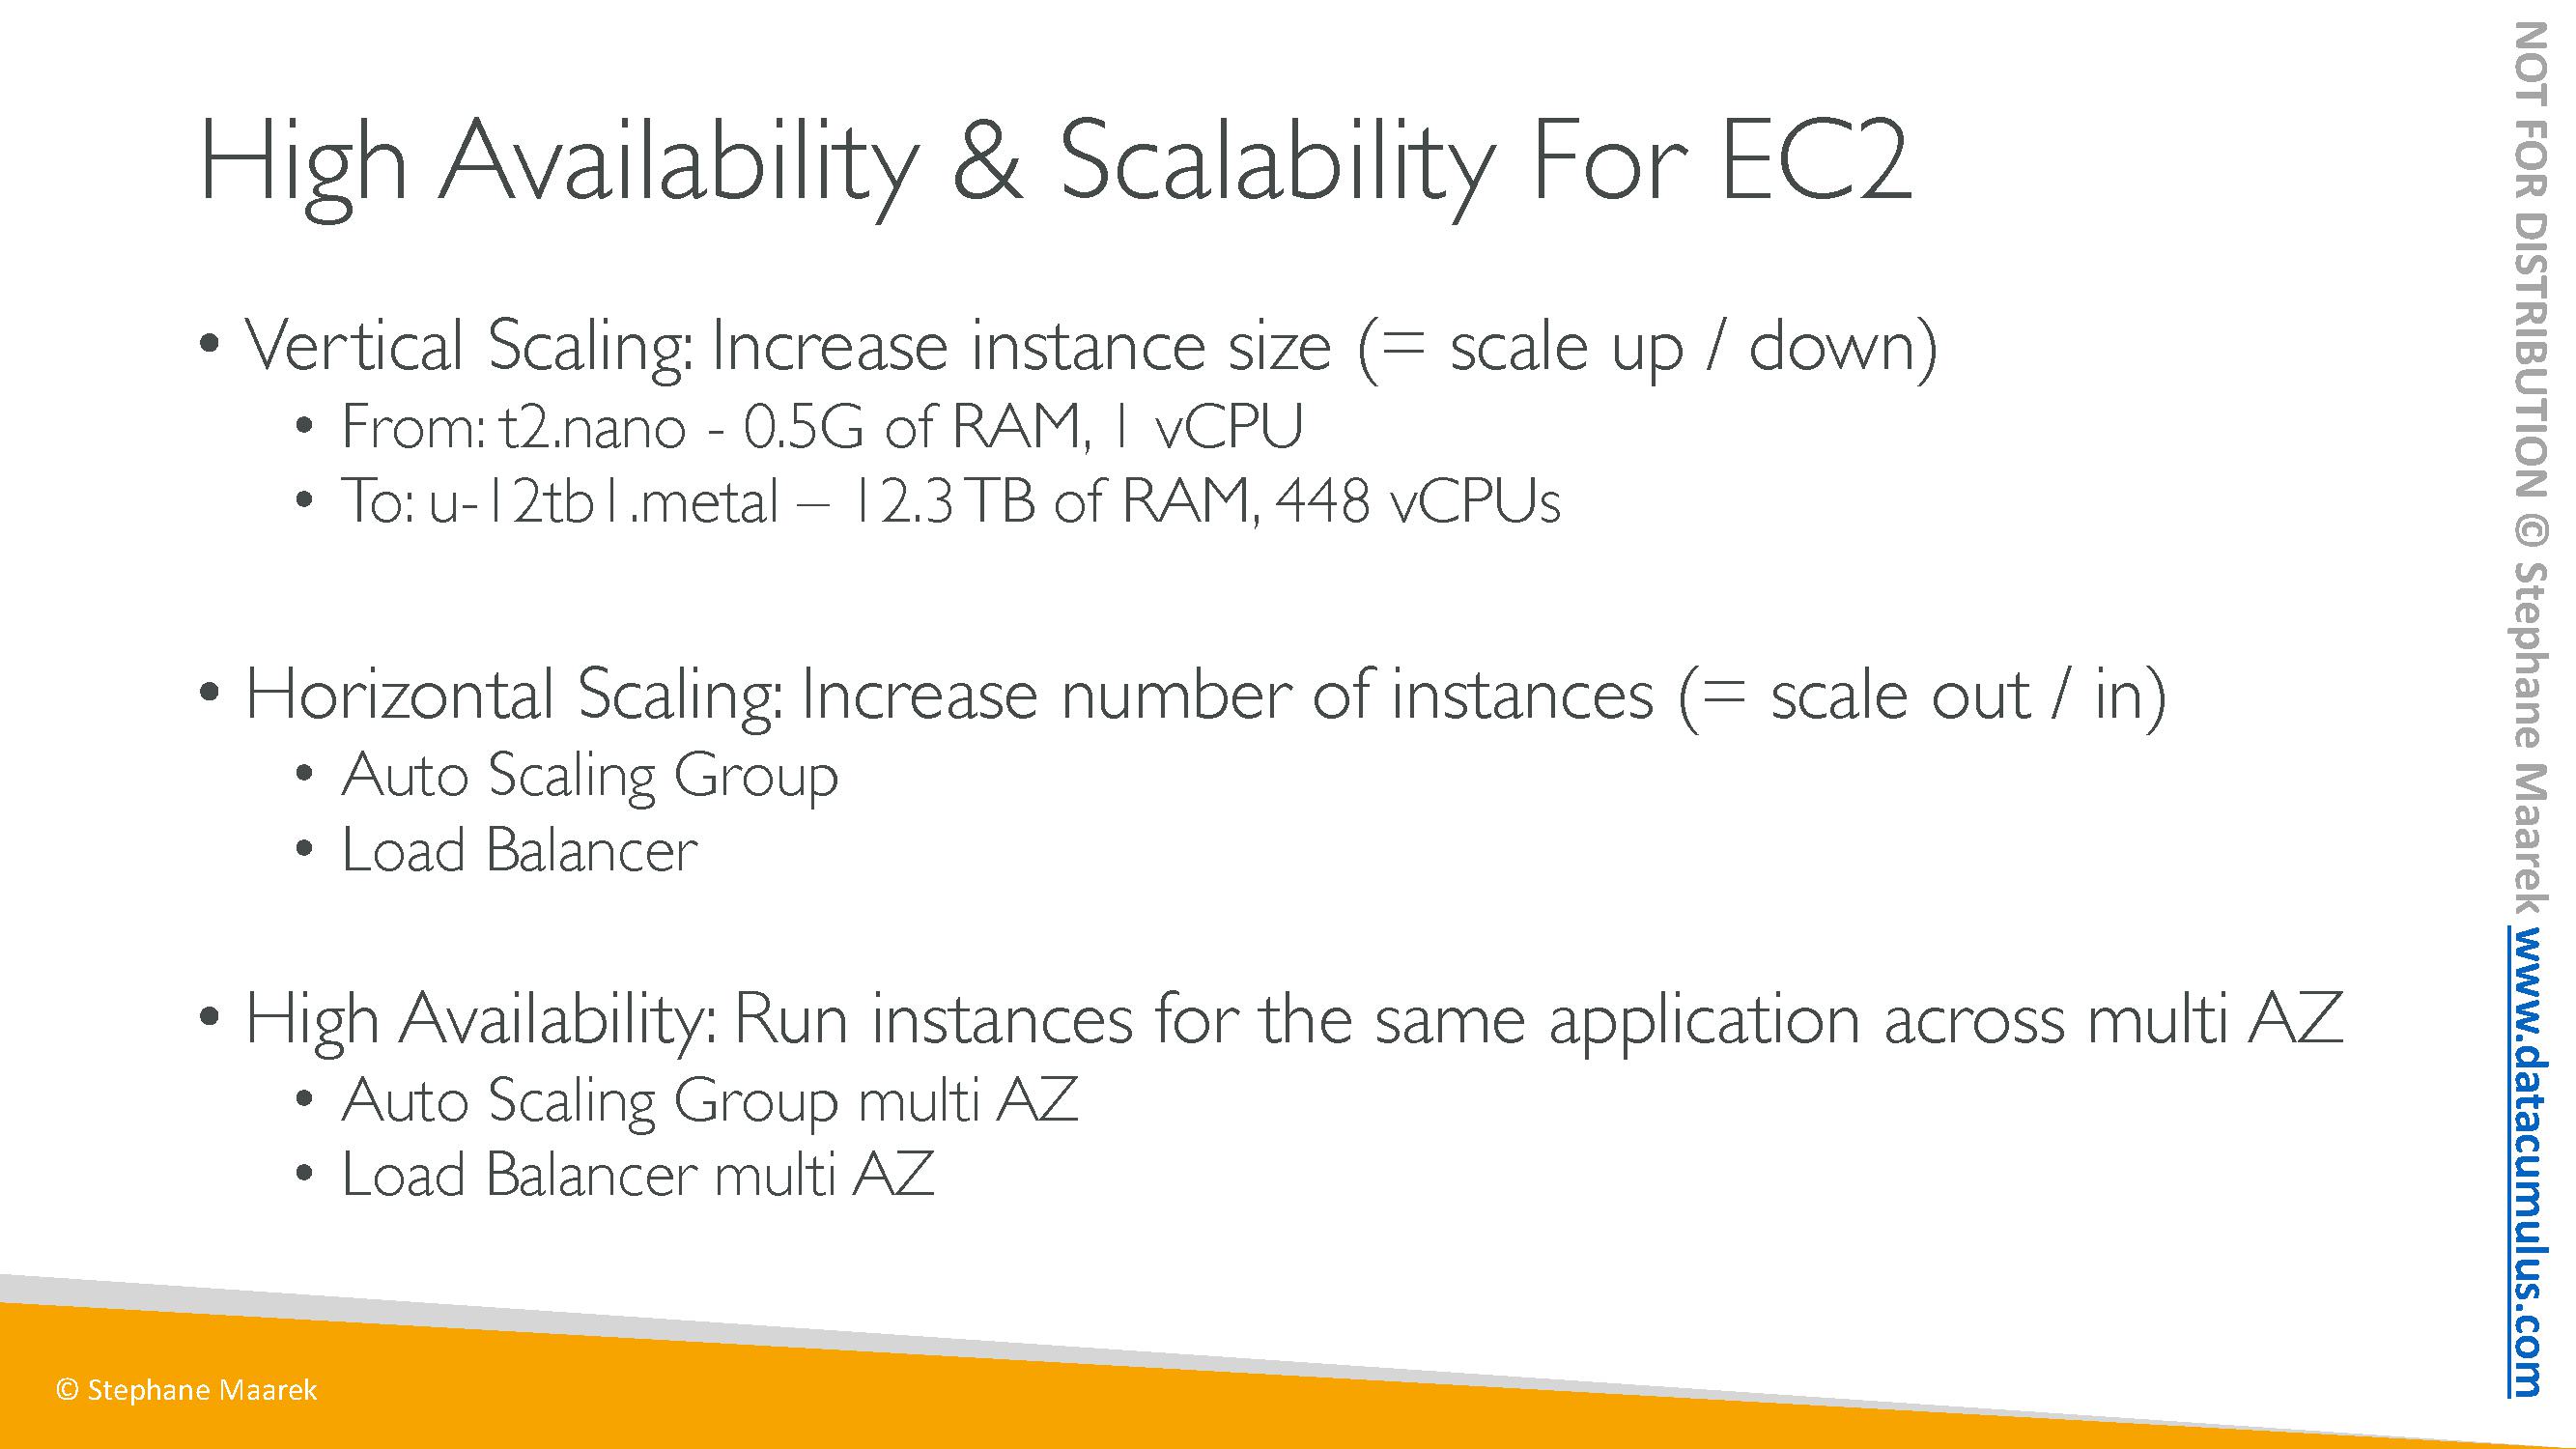 High Availability & Scalability For EC2
• Vertical Scaling: Increase instance size (= scale up / down)
• From: t2.nano - 0.5G of RAM, 1 vCPU
• To: u-12tb1.metal – 12.3 TB of RAM, 448 vCPUs
• Horizontal Scaling: Increase number of instances (= scale out / in)
• Auto Scaling Group
• Load Balancer
• High Availability: Run instances for the same application across multi AZ
• Auto Scaling Group multi AZ
• Load Balancer multi AZ
© Stephane Maarek
NOT FOR DISTRIBUTION © Stephane Maarek www.datacumulus.com